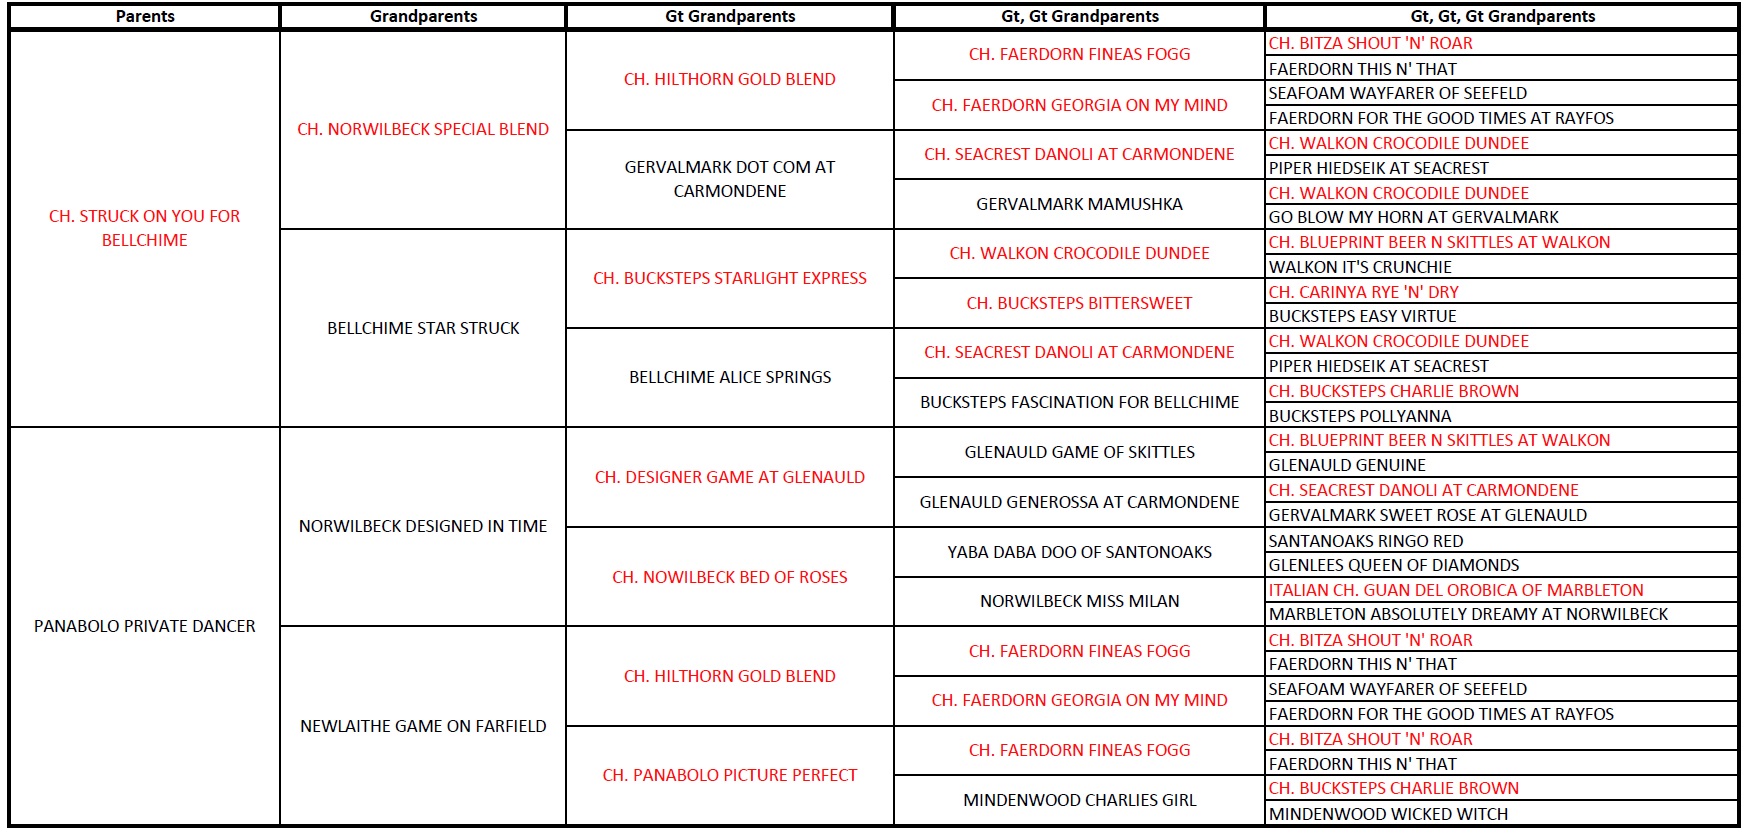 Parents
Grandparents
Gt Grandparents
Gt, Gt Grandparents
Gt, Gt, Gt Grandparents
CH. STRUCK ON YOU FOR
BELLCHIME
CH. NORWILBECK SPECIAL BLEND
CH. HILTHORN GOLD BLEND
CH. FAERDORN FINEAS FOGG
CH. BITZA SHOUT 'N' ROAR
FAERDORN THIS N' THAT
CH. FAERDORN GEORGIA ON MY MIND
SEAFOAM WAYFARER OF SEEFELD
FAERDORN FOR THE GOOD TIMES AT RAYFOS
GERVALMARK DOT COM AT
CARMONDENE
CH. SEACREST DANOLI AT CARMONDENE
CH. WALKON CROCODILE DUNDEE
PIPER HIEDSEIK AT SEACREST
GERVALMARK MAMUSHKA
CH. WALKON CROCODILE DUNDEE
GO BLOW MY HORN AT GERVALMARK
BELLCHIME STAR STRUCK
CH. BUCKSTEPS STARLIGHT EXPRESS
CH. WALKON CROCODILE DUNDEE
CH. BLUEPRINT BEER N SKITTLES AT WALKON
WALKON IT'S CRUNCHIE
CH. BUCKSTEPS BITTERSWEET
CH. CARINYA RYE 'N' DRY
BUCKSTEPS EASY VIRTUE
BELLCHIME ALICE SPRINGS
CH. SEACREST DANOLI AT CARMONDENE
CH. WALKON CROCODILE DUNDEE
PIPER HIEDSEIK AT SEACREST
BUCKSTEPS FASCINATION FOR BELLCHIME
CH. BUCKSTEPS CHARLIE BROWN
BUCKSTEPS POLLYANNA
PANABOLO PRIVATE DANCER
NORWILBECK DESIGNED IN TIME
CH. DESIGNER GAME AT GLENAULD
GLENAULD GAME OF SKITTLES
CH. BLUEPRINT BEER N SKITTLES AT WALKON
GLENAULD GENUINE
GLENAULD GENEROSSA AT CARMONDENE
CH. SEACREST DANOLI AT CARMONDENE
GERVALMARK SWEET ROSE AT GLENAULD
CH. NOWILBECK BED OF ROSES
YABA DABA DOO OF SANTONOAKS
SANTANOAKS RINGO RED
GLENLEES QUEEN OF DIAMONDS
NORWILBECK MISS MILAN
ITALIAN CH. GUAN DEL OROBICA OF MARBLETON
MARBLETON ABSOLUTELY DREAMY AT NORWILBECK
NEWLAITHE GAME ON FARFIELD
CH. HILTHORN GOLD BLEND
CH. FAERDORN FINEAS FOGG
CH. BITZA SHOUT 'N' ROAR
FAERDORN THIS N' THAT
CH. FAERDORN GEORGIA ON MY MIND
SEAFOAM WAYFARER OF SEEFELD
FAERDORN FOR THE GOOD TIMES AT RAYFOS
CH. PANABOLO PICTURE PERFECT
CH. FAERDORN FINEAS FOGG
CH. BITZA SHOUT 'N' ROAR
FAERDORN THIS N' THAT
MINDENWOOD CHARLIES GIRL
CH. BUCKSTEPS CHARLIE BROWN
MINDENWOOD WICKED WITCH